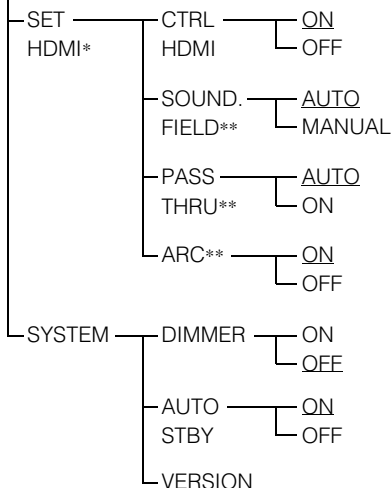 SET CTRL ON
HDMI* HDMI OFF
SOUND. AUTO
FIELD** MANUAL
PASS AUTO
THRU** ON
ARC** ON
OFF
SYSTEM DIMMER ON
OFF
AUTO ON
STBY OFF
VERSION